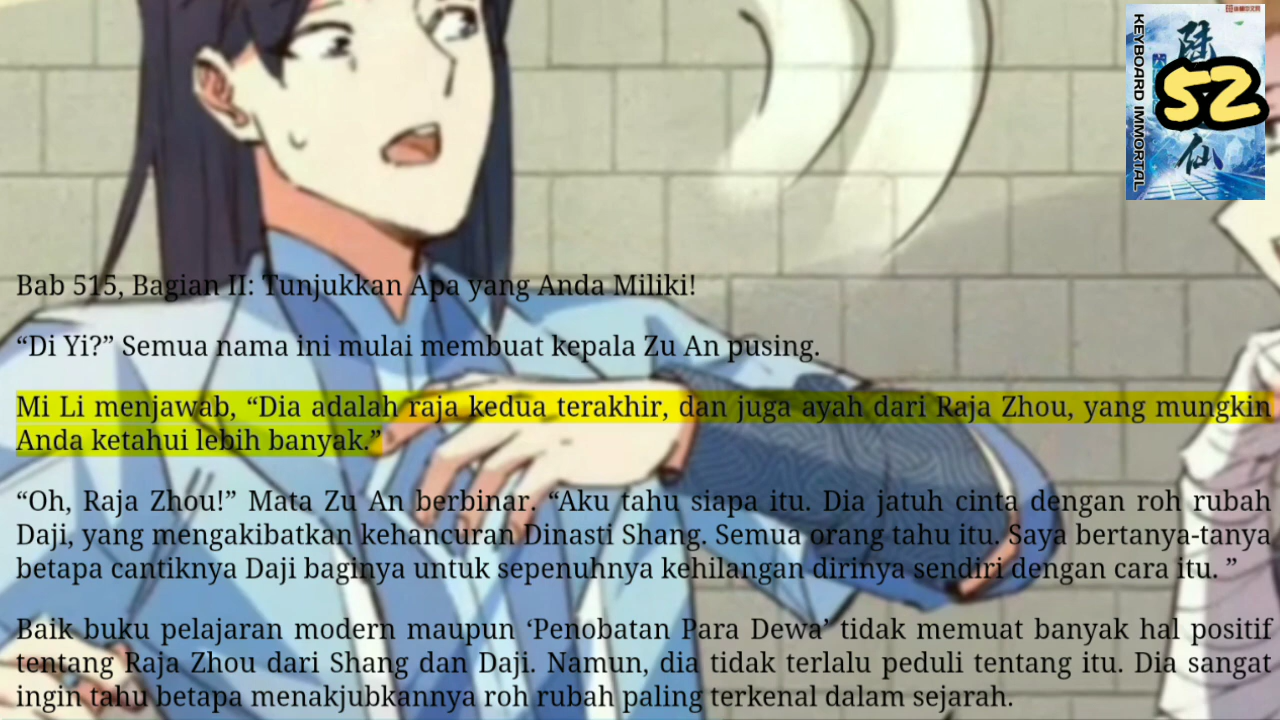 陆
仙
KEYBOARD IMMORTAL
52
Bab 515, Bagian II: Tunjukkan Apa yang Anda Miliki!
“Di Yi?” Semua nama ini mulai membuat kepala Zu An pusing.
Mi Li menjawab, “Dia adalah raja kedua terakhir, dan juga ayah dari Raja Zhou, yang mungkin
Anda ketahui lebih banyak.”
“Oh, Raja Zhou!” Mata Zu An berbinar. “Aku tahu siapa itu. Dia jatuh cinta dengan roh rubah
Daji, yang mengakibatkan kehancuran Dinasti Shang. Semua orang tahu itu. Saya bertanya-tanya
betapa cantiknya Daji baginya untuk sepenuhnya kehilangan dirinya sendiri dengan cara itu. ”
Baik buku pelajaran modern maupun ‘Penobatan Para Dewa’ tidak memuat banyak hal positif
tentang Raja Zhou dari Shang dan Daji. Namun, dia tidak terlalu peduli tentang itu. Dia sangat
ingin tahu betapa menakjubkannya roh rubah paling terkenal dalam sejarah.